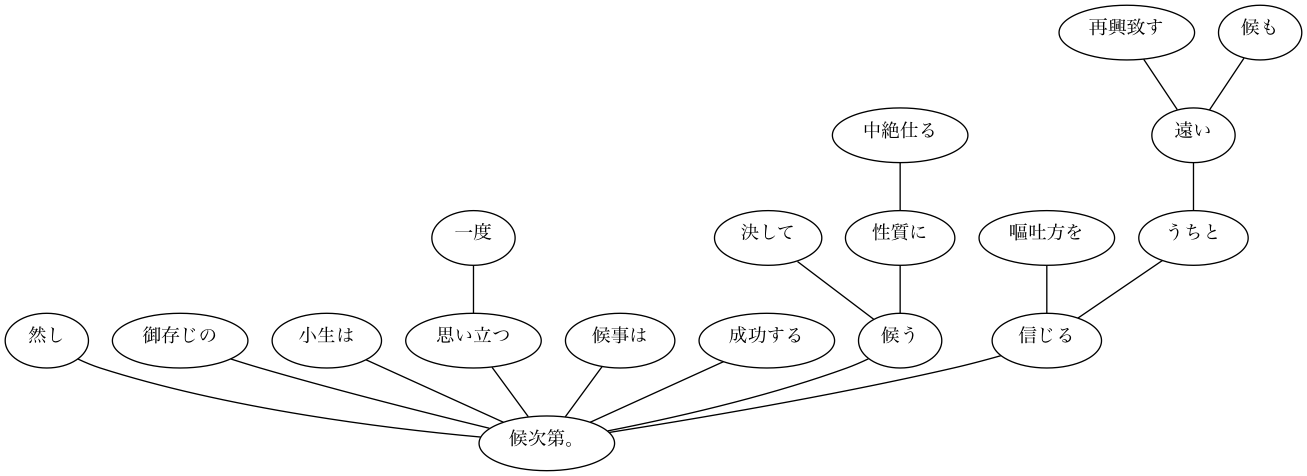 再興致す 候も
中絶仕る 遠い
一度 決して 性質に 嘔吐方を うちと
然し 御存じの 小生は 思い立つ 候事は 成功する 候う 信じる
候次第。